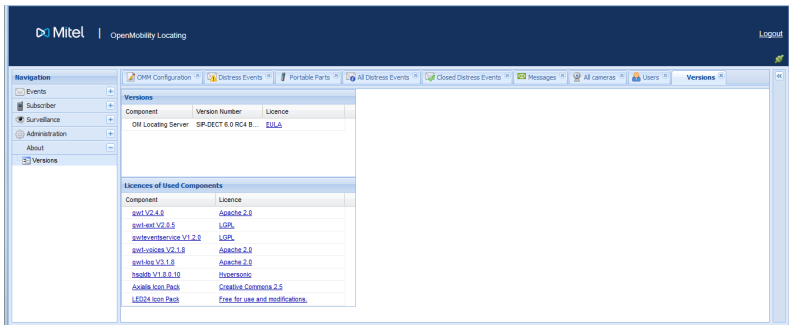 Mitel | OpenMobility Locating
Logout
Navigation
Events
Subscriber
Surveillance
Administration
About
Versions
OMM Configuration Distress Events Portable Parts All Distress Events Closed Distress Events Messages All cameras Users Versions
Versions
Component Version Number Licence
OM Locating Server SIP-DECT 6.0 RC4 B... EULA
Licences of Used Components
Component Licence
gwt V2.4.0 Apache 2.0
gwt-ext V2.0.5 LGPL
gwteventservice V1.2.0 LGPL
gwt-voices V2.1.8 Apache 2.0
gwt-log V3.1.8 Apache 2.0
hsqldb V1.8.0.10 Hypersonic
Axialis Icon Pack Creative Commons 2.5
LED24 Icon Pack Free for use and modifications.